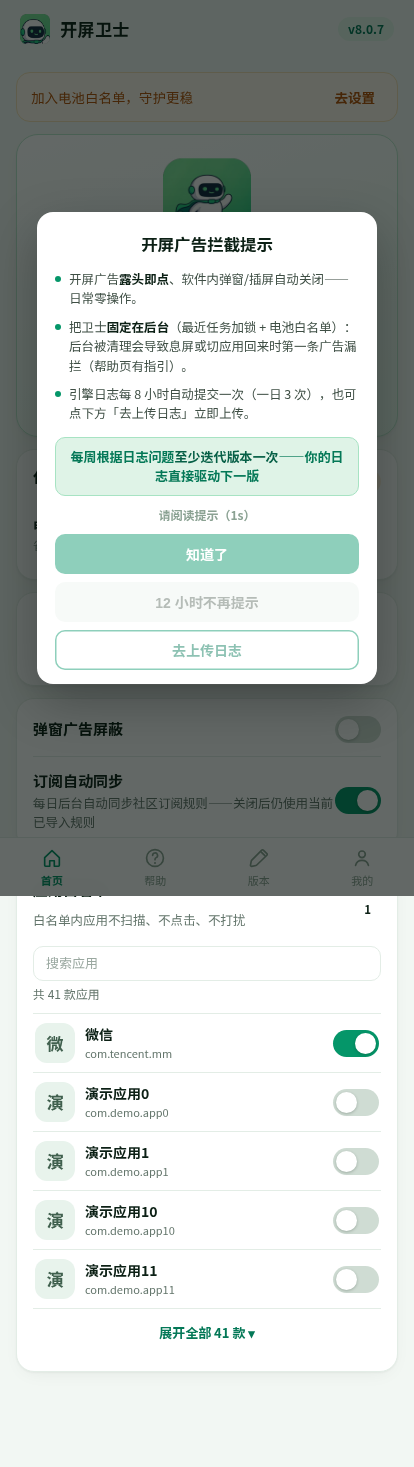 开屏卫士
v8.0.7
加入电池白名单，守护更稳
去设置
开屏广告拦截提示
开屏广告露头即点、软件内弹窗/插屏自动关闭——
日常零操作。
把卫士固定在后台（最近任务加锁 + 电池白名单）：
后台被清理会导致息屏或切应用回来时第一条广告漏
拦（帮助页有指引）。
引擎日志每 8 小时自动提交一次（一日 3 次），也可
点下方「去上传日志」立即上传。
每周根据日志问题至少迭代版本一次——你的日
志直接驱动下一版
请阅读提示（1s）
知道了
12 小时不再提示
去上传日志
弹窗广告屏蔽
订阅自动同步
每日后台自动同步社区订阅规则——关闭后仍使用当前
已导入规则
首页
帮助
版本
我的
1
白名单内应用不扫描、不点击、不打扰
搜索应用
共 41 款应用
微
微信
com.tencent.mm
演
演示应用0
com.demo.app0
演
演示应用1
com.demo.app1
演
演示应用10
com.demo.app10
演
演示应用11
com.demo.app11
展开全部 41 款 ▾